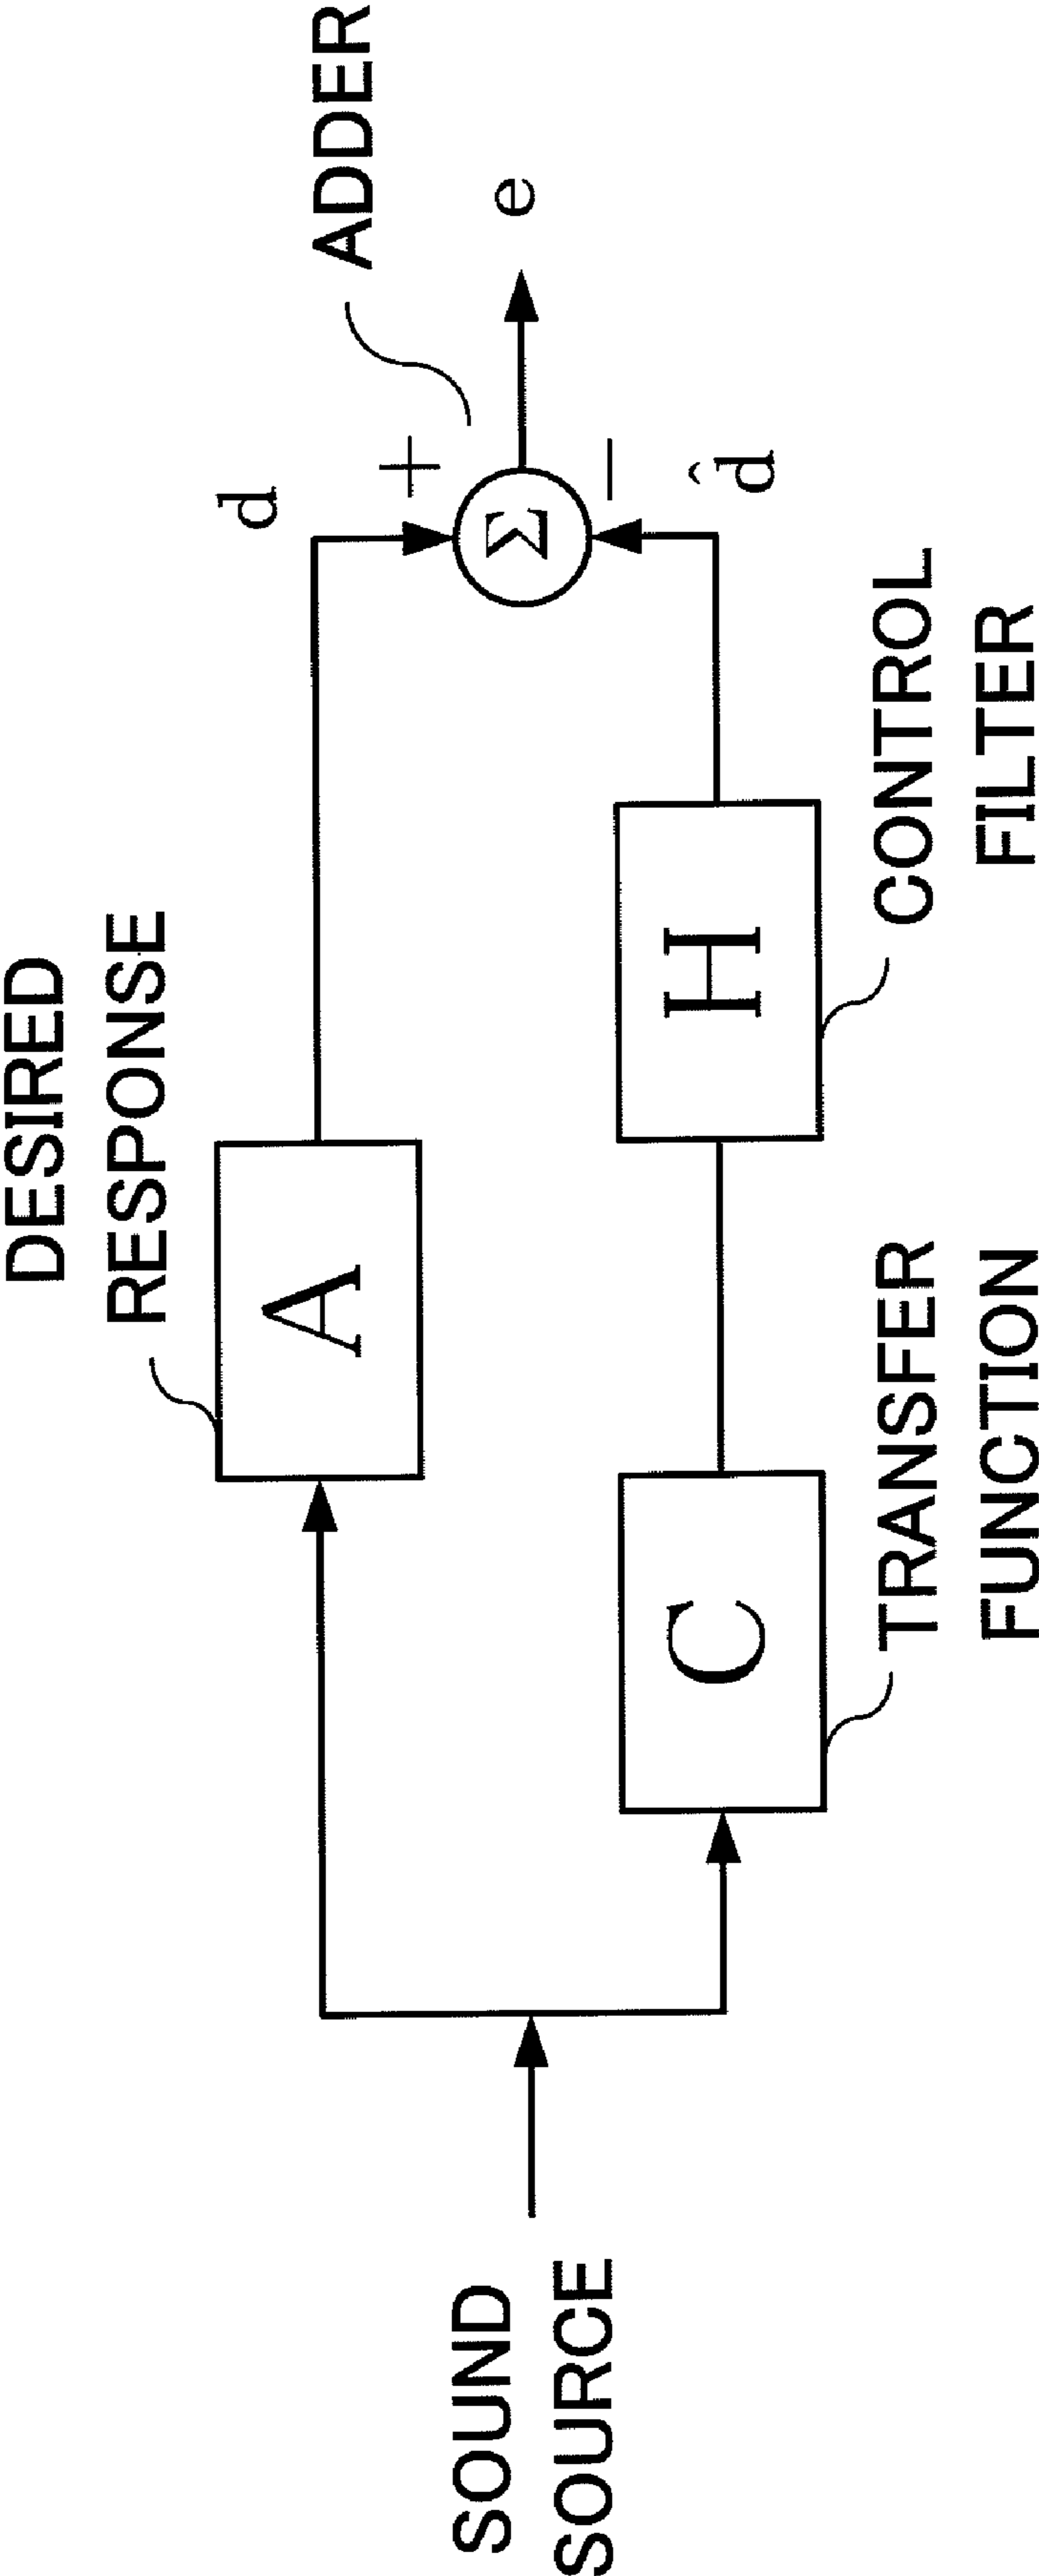 DESIRED
RESPONSE
A
d
ADDER
+
Σ
e
−
d̂
SOUND
SOURCE
C
H
TRANSFER
FUNCTION
CONTROL
FILTER